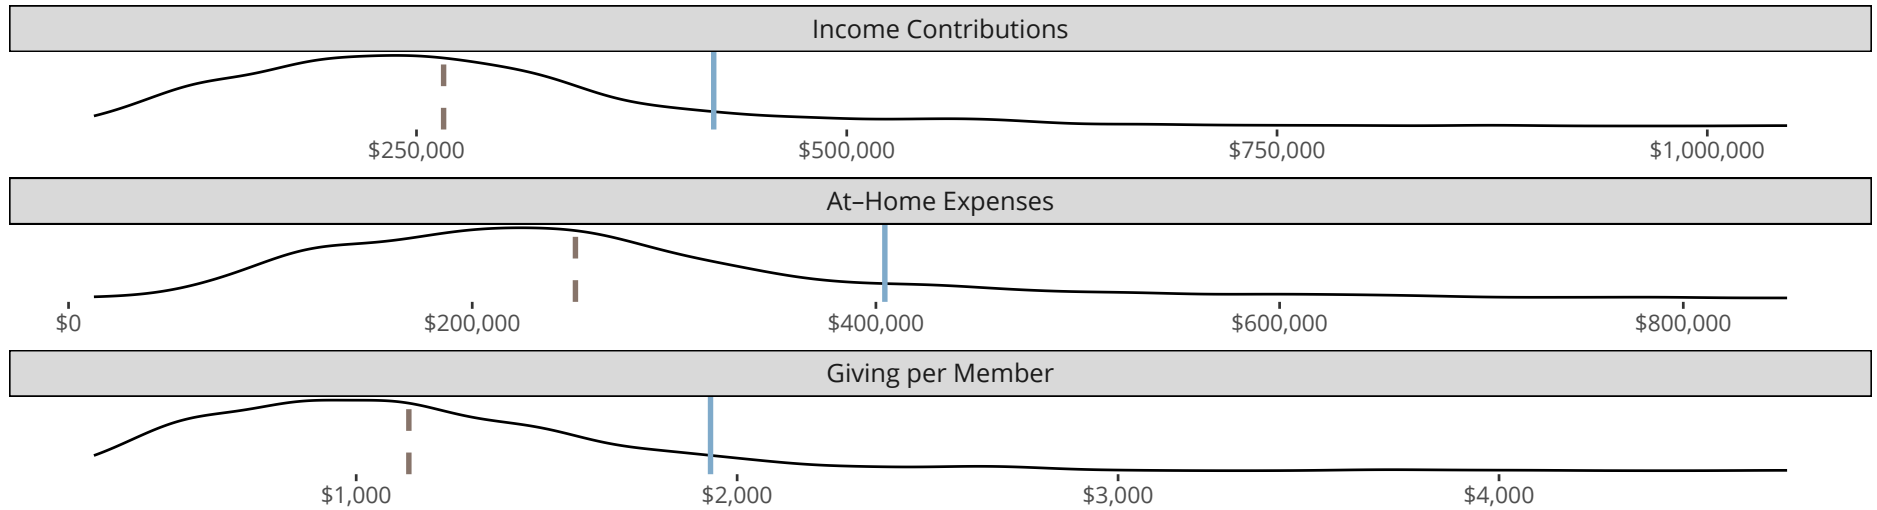 Income Contributions
$250,000 $500,000 $750,000 $1,000,000
At–Home Expenses
$0 $200,000 $400,000 $600,000 $800,000
Giving per Member
$1,000 $2,000 $3,000 $4,000